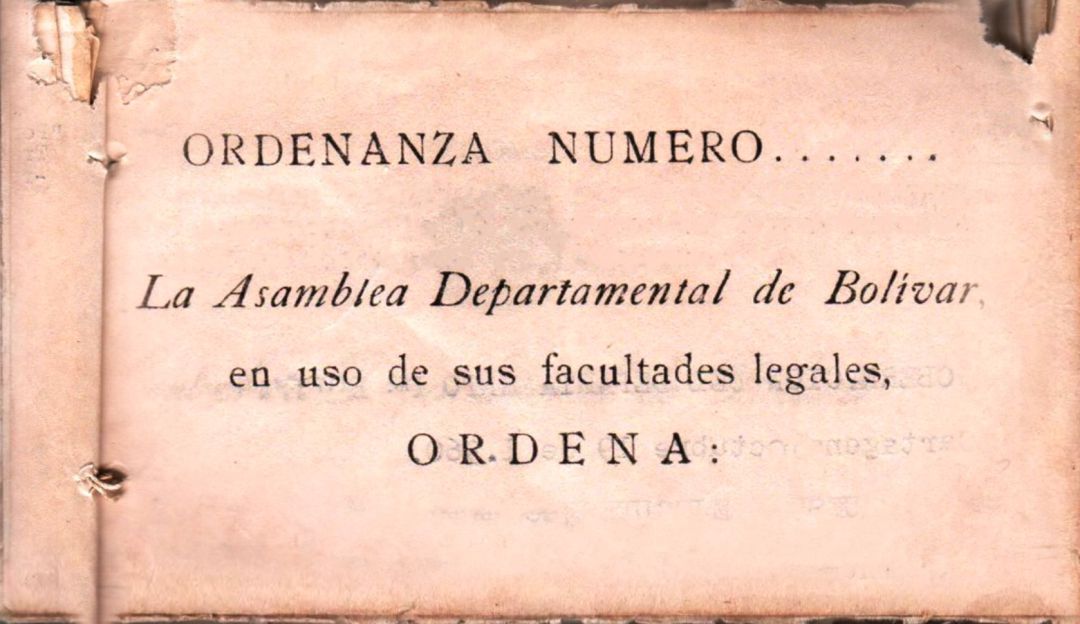 ORDENANZA NUMERO.......
La Asamblea Departamental de Bolívar,
en uso de sus facultades legales,
ORDENA: